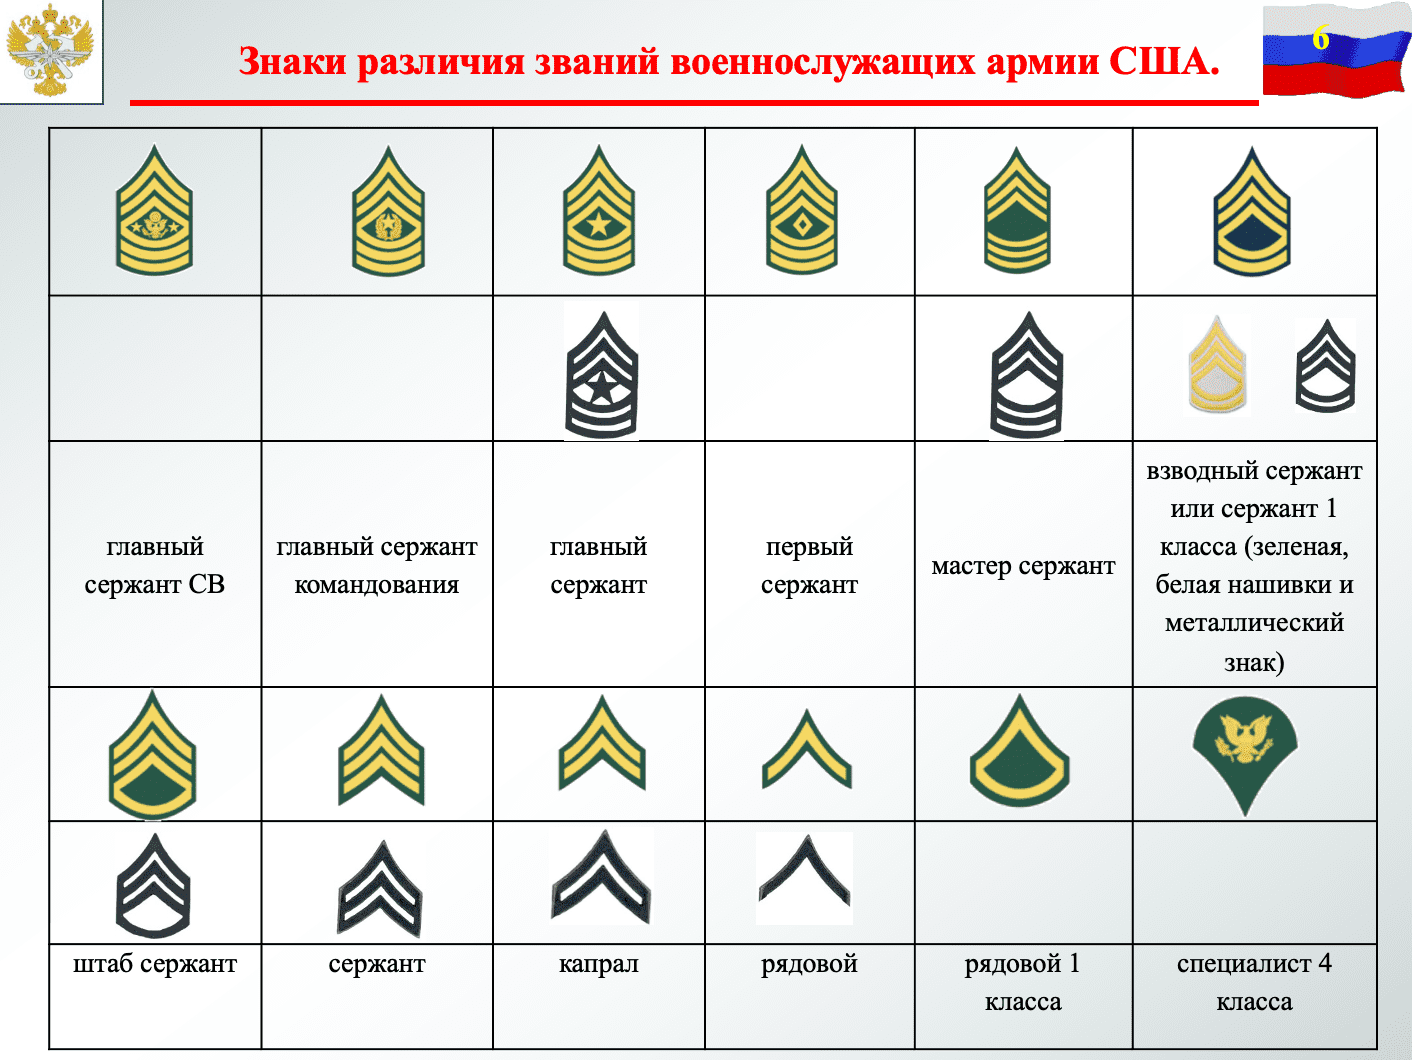 Знаки различия званий военнослужащих армии США.
6
главный
сержант СВ
главный сержант
командования
главный
сержант
первый
сержант
мастер сержант
взводный сержант
или сержант 1
класса (зеленая,
белая нашивки и
металлический
знак)
штаб сержант
сержант
капрал
рядовой
рядовой 1
класса
специалист 4
класса